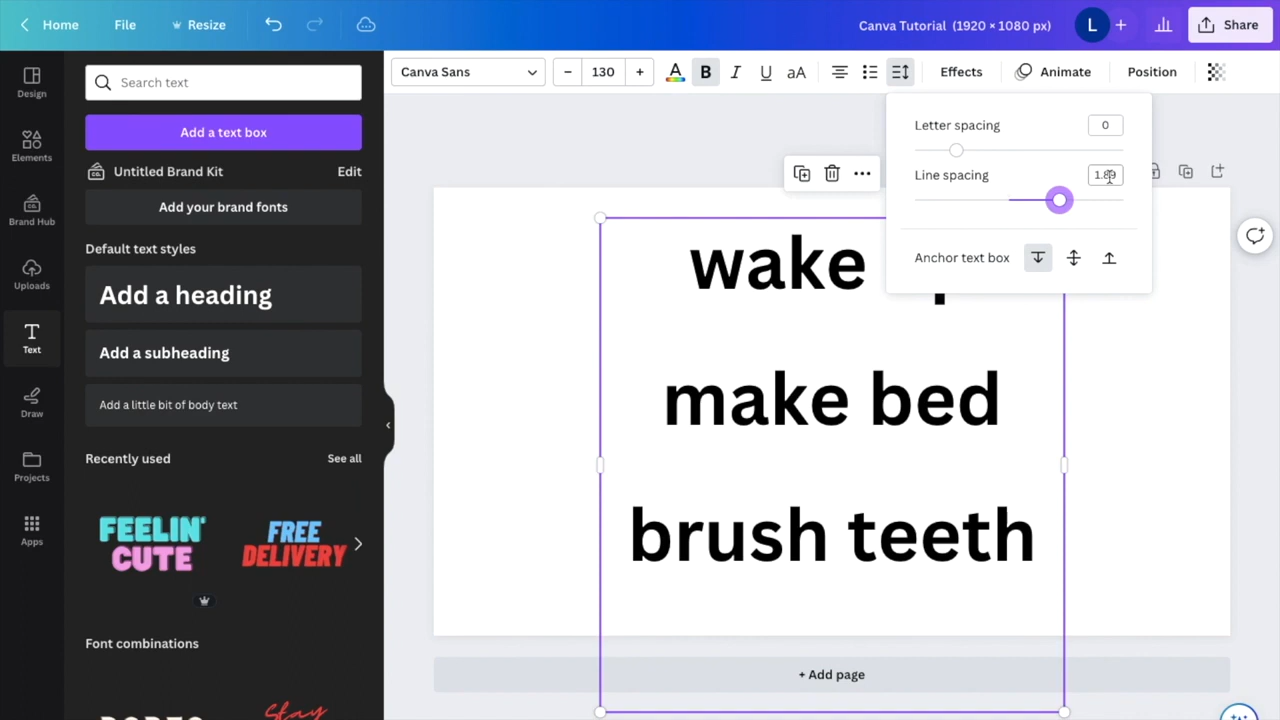 Home File Resize Canva Tutorial (1920 × 1080 px) L + Share
Canva Sans – 130 + A B I U aA Effects Animate Position
Design
Elements
Brand Hub
Uploads
T
Text
Draw
Projects
Apps
Search text
Add a text box
Untitled Brand Kit Edit
Add your brand fonts
Default text styles
Add a heading
Add a subheading
Add a little bit of body text
Recently used See all
FEELIN'
CUTE
FREE
DELIVERY
Font combinations
Stay
Letter spacing 0
Line spacing
Anchor text box
wake
make bed
brush teeth
+ Add page